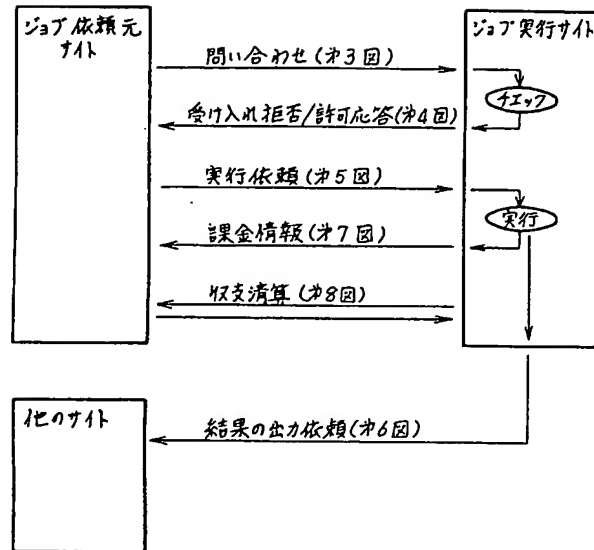 ジョブ依頼元
サイト
ジョブ実行サイト
問い合わせ(第3図)
チェック
受け入れ拒否/許可応答(第4図)
実行依頼(第5図)
実行
課金情報(第7図)
収支清算(第8図)
他のサイト
結果の出力依頼(第6図)